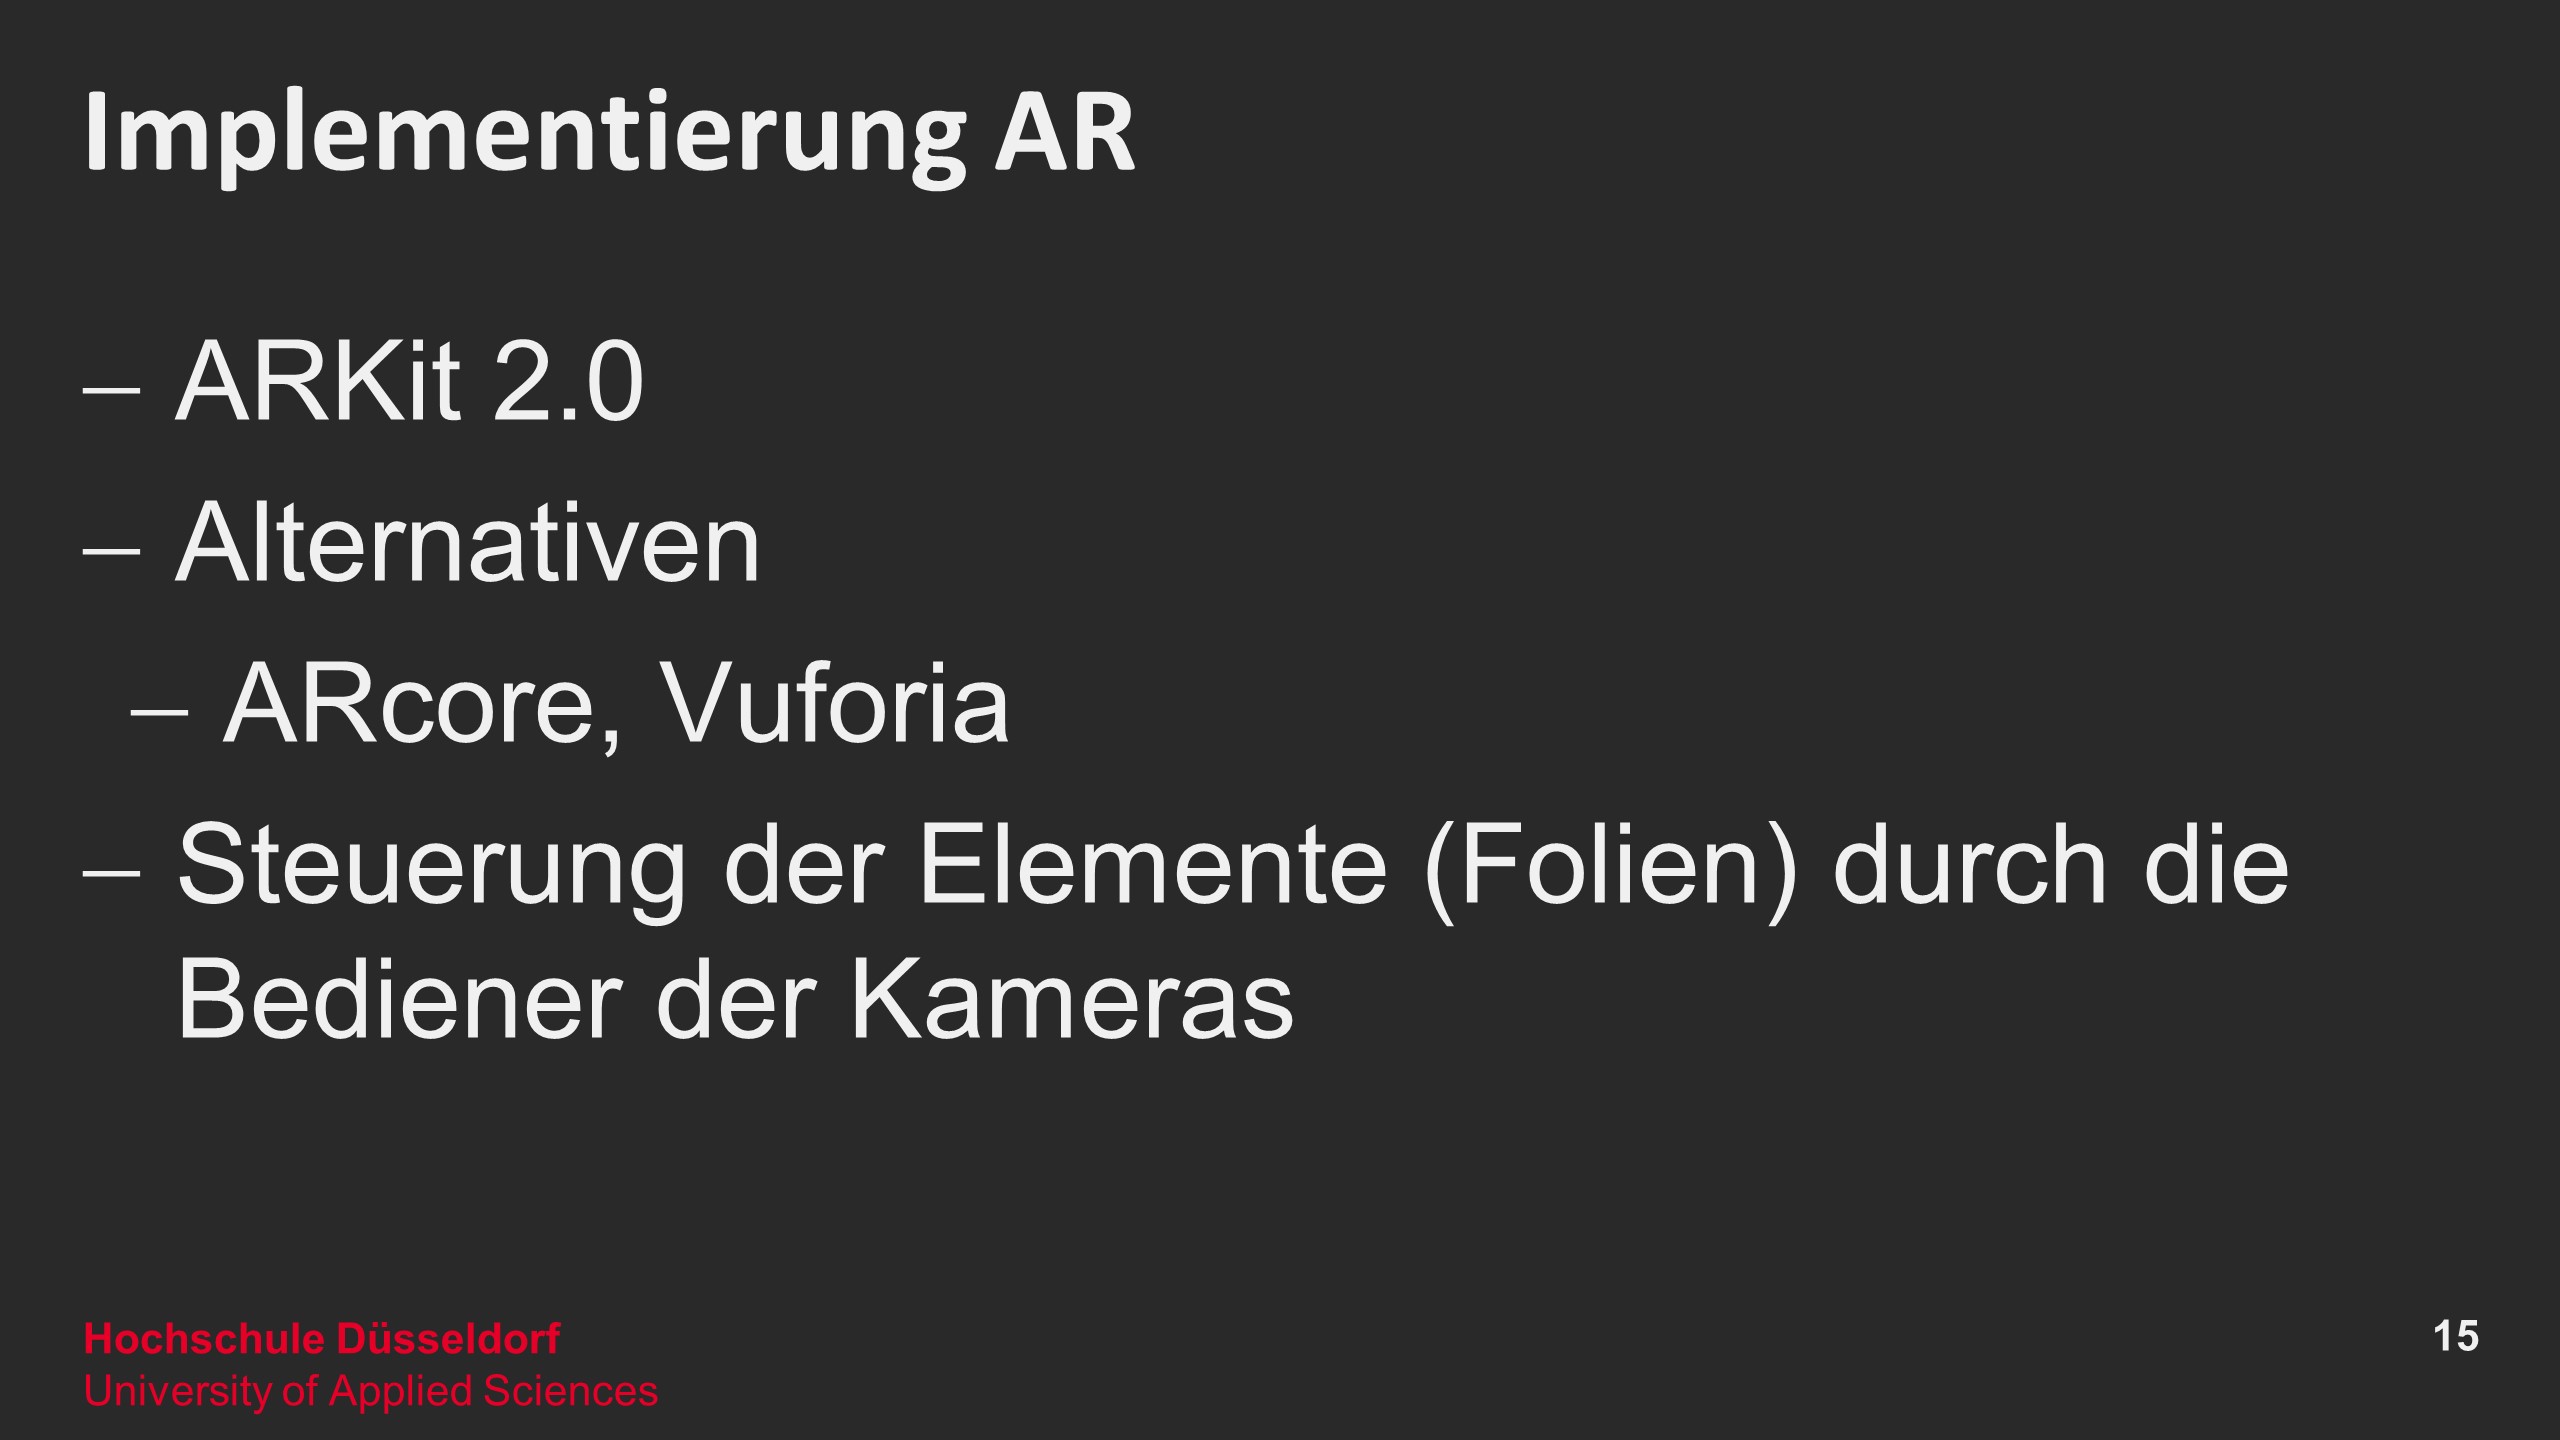 Implementierung AR
– ARKit 2.0
– Alternativen
– ARcore, Vuforia
– Steuerung der Elemente (Folien) durch die
Bediener der Kameras
Hochschule Düsseldorf
University of Applied Sciences
15